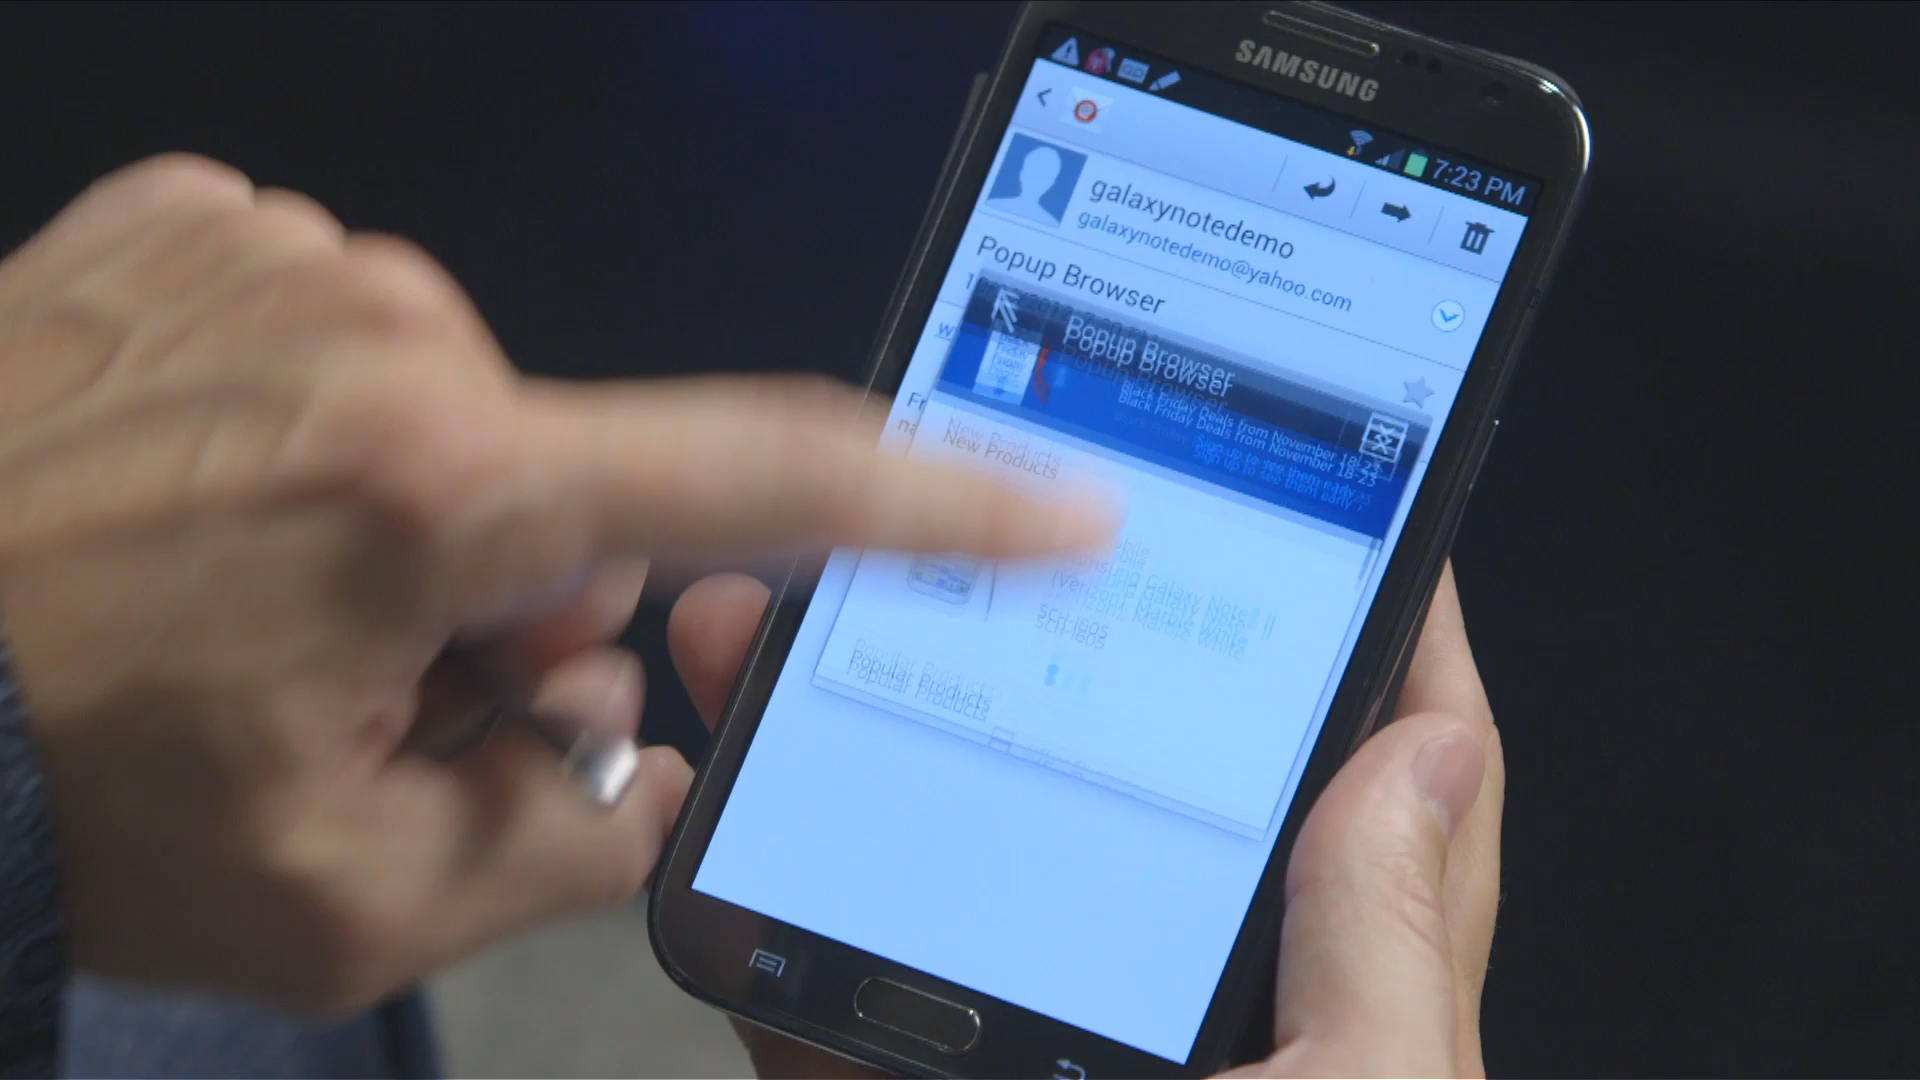 SAMSUNG
7:23 PM
galaxynotedemo
galaxynotedemo@yahoo.com
Popup Browser
Popup Browser
Black Friday Deals from November 18-23
Sign up to see them early
New Products
Samsung Galaxy Note® II
(Verizon), Marble White
SCH-I605
Popular Products